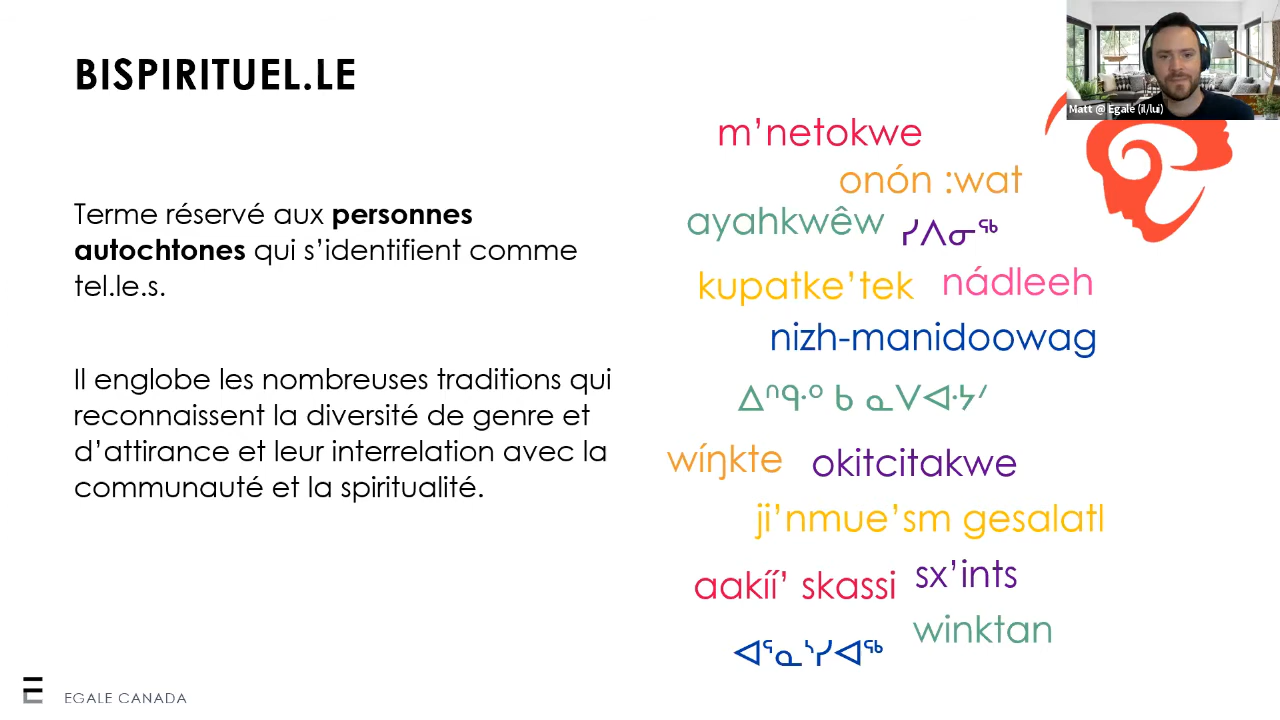 BISPIRITUEL.LE
Matt @ Egale (il/lui)
Terme réservé aux personnes
autochtones qui s’identifient comme
tel.le.s.
Il englobe les nombreuses traditions qui
reconnaissent la diversité de genre et
d’attirance et leur interrelation avec la
communauté et la spiritualité.
m’netokwe
onón :wat
ayahkwêw ᓯᐱᓂᖅ
kupatke’tek nádleeh
nizh-manidoowag
ᐃᐢᑫᐧᐤ ᑲ ᓇᐯᐘᔭᐟ
wíŋkte okitcitakwe
ji’nmue’sm gesalatl
aakíí’ skassi sx’ints
winktan
ᐊᕐᓇᓴᓯᐊᖅ
EGALE CANADA